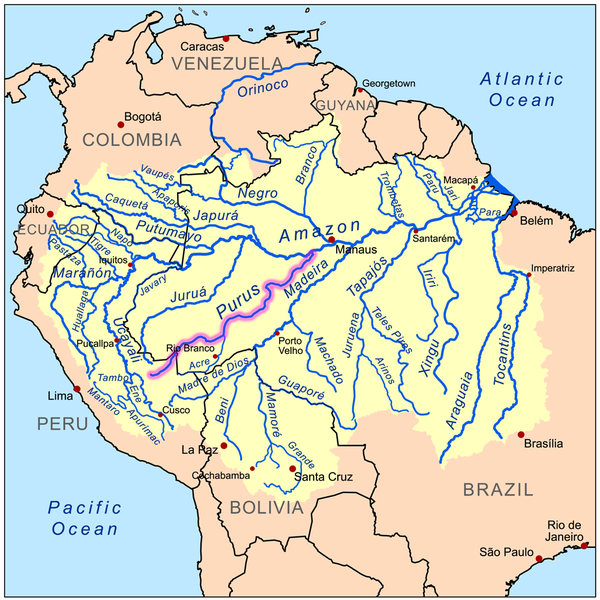 Caracas
VENEZUELA
Orinoco
Georgetown
GUYANA
Atlantic
Ocean
Bogotá
COLOMBIA
Branco
Vaupés
Apaporis
Caquetá
Negro
Japurá
Putumayo
Trombetas
Paru
Jari
Macapá
Para
Belém
Quito
ECUADOR
Napo
Tigre
Pastaza
Iquitos
Marañón
Amazon
Manaus
Santarém
Imperatriz
Javary
Juruá
Purus
Madeira
Tapajós
Iriri
Huallaga
Ucayali
Pucallpa
Rio Branco
Acre
Porto
Velho
Machado
Juruena
Teles Pires
Arinos
Xingu
Araguaia
Tocantins
Madre de Dios
Guaporé
Tambo
Ene
Mantaro
Apurímac
Cusco
Lima
PERU
Beni
Mamoré
Grande
La Paz
Cochabamba
Santa Cruz
BOLIVIA
Brasília
BRAZIL
Pacific
Ocean
Rio de
Janeiro
São Paulo